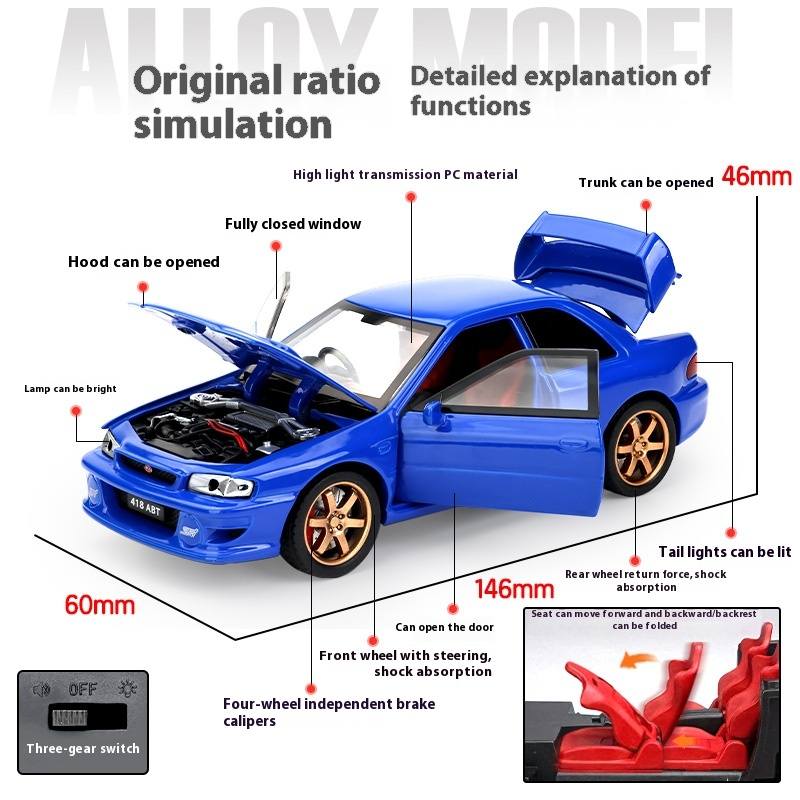 ALLOY MODEL
Original ratio
simulation
Detailed explanation of
functions
High light transmission PC material
Trunk can be opened
46mm
Fully closed window
Hood can be opened
Lamp can be bright
418 ABT
Tail lights can be lit
Rear wheel return force, shock
absorption
146mm
60mm
Can open the door
Seat can move forward and backward/backrest
can be folded
Front wheel with steering,
shock absorption
OFF
Three-gear switch
Four-wheel independent brake
calipers